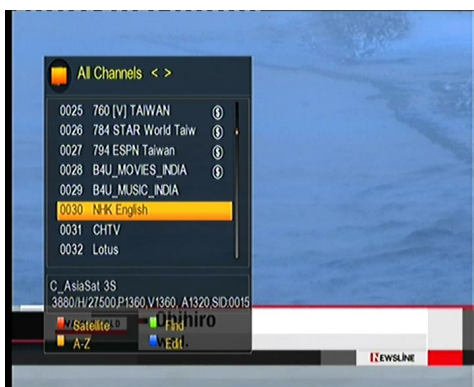 All Channels < >
0025 760 [V] TAIWAN $
0026 784 STAR World Taiw $
0027 794 ESPN Taiwan $
0028 B4U_MOVIES_INDIA $
0029 B4U_MUSIC_INDIA
0030 NHK English
0031 CHTV
0032 Lotus
C_AsiaSat 3S
3880/H/27500,P1360,V1360, A1320,SID:0015
Satellite Find
Obihiro
A-Z Edit
NEWSLINE